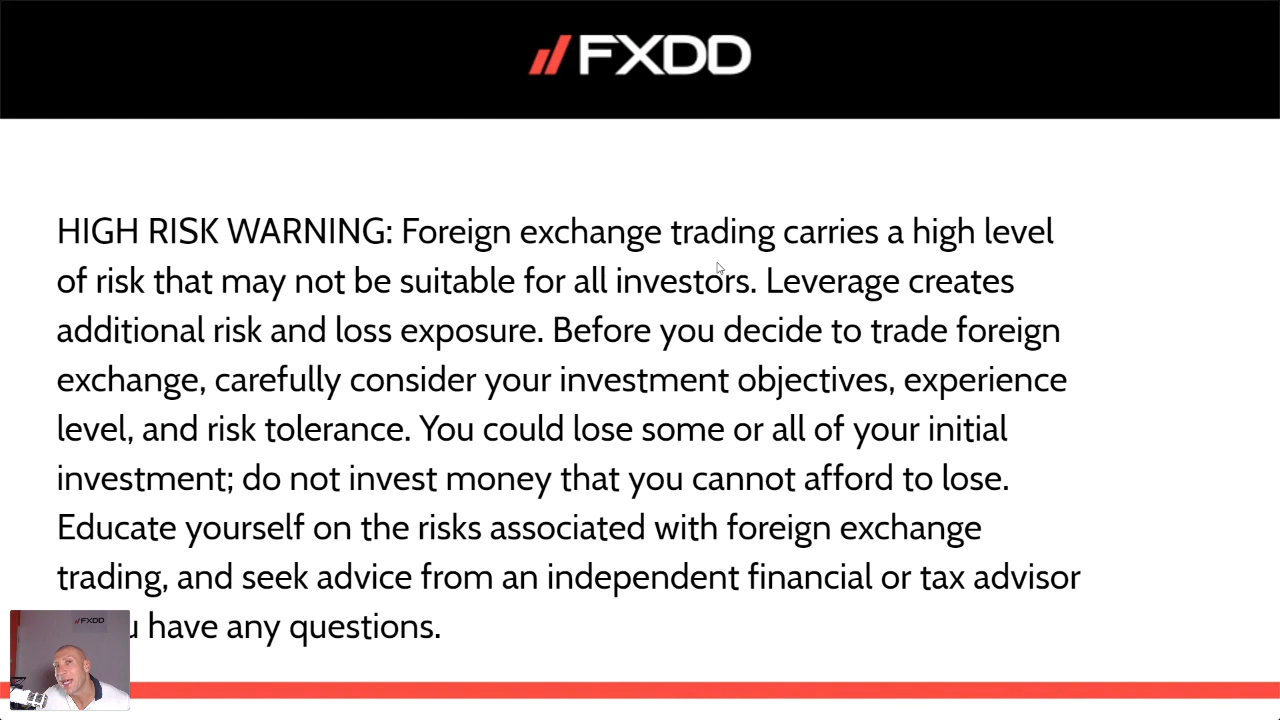 FXDD
HIGH RISK WARNING: Foreign exchange trading carries a high level
of risk that may not be suitable for all investors. Leverage creates
additional risk and loss exposure. Before you decide to trade foreign
exchange, carefully consider your investment objectives, experience
level, and risk tolerance. You could lose some or all of your initial
investment; do not invest money that you cannot afford to lose.
Educate yourself on the risks associated with foreign exchange
trading, and seek advice from an independent financial or tax advisor
have any questions.
FXDD